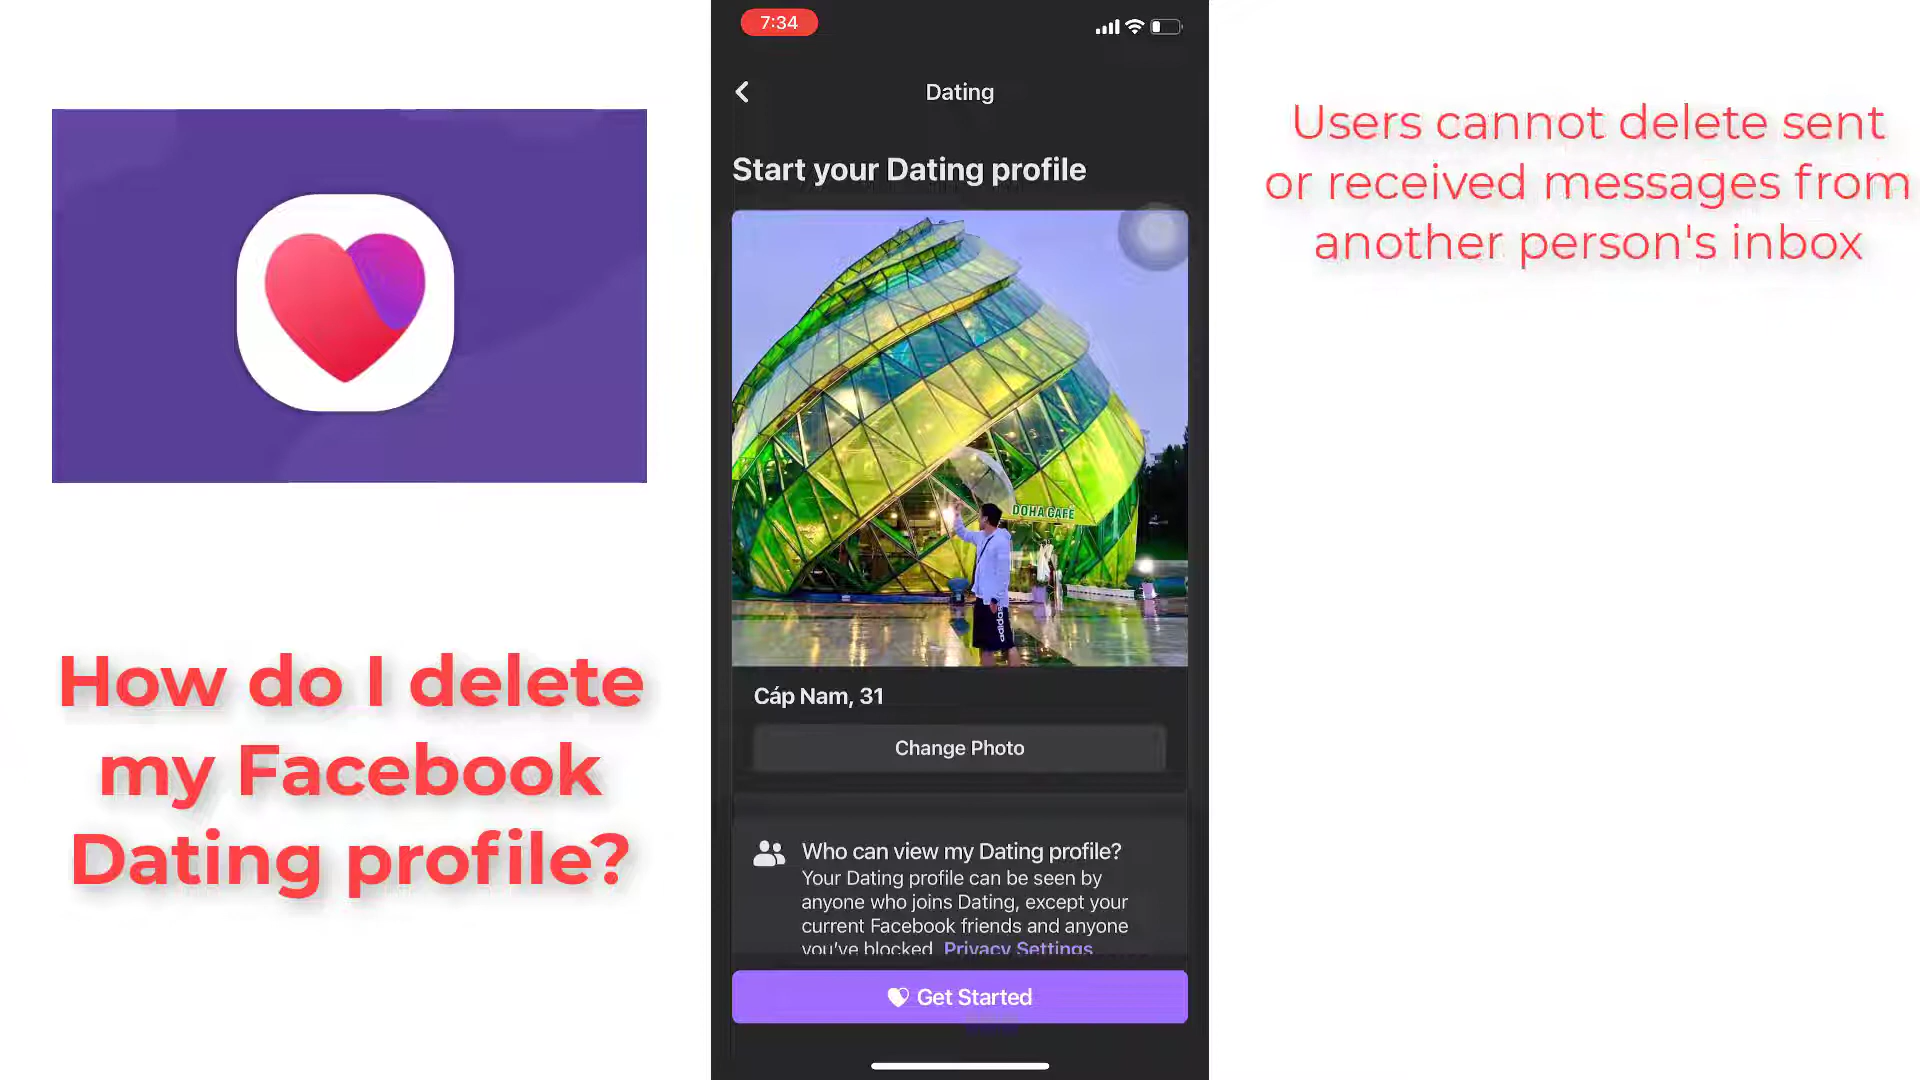 7:34
Dating
Start your Dating profile
DOHA CAFÉ
adidas
Cáp Nam, 31
Change Photo
Who can view my Dating profile?
Your Dating profile can be seen by
anyone who joins Dating, except your
current Facebook friends and anyone
you've blocked. Privacy Settings
Get Started
How do I delete
my Facebook
Dating profile?
Users cannot delete sent
or received messages from
another person's inbox